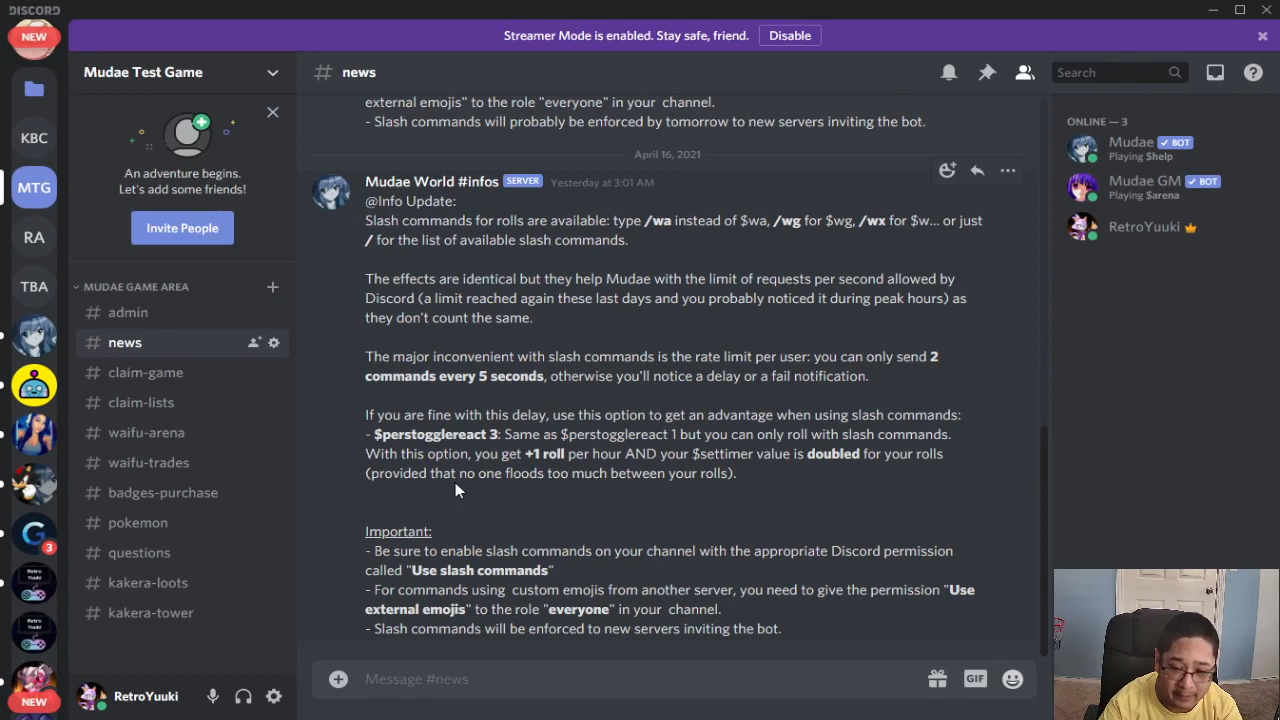 DISCORD
NEW
Streamer Mode is enabled. Stay safe, friend.
Disable
Mudae Test Game
# news
Search
KBC
MTG
RA
TBA
3
NEW
An adventure begins.
Let's add some friends!
Invite People
MUDAE GAME AREA
# admin
# news
# claim-game
# claim-lists
# waifu-arena
# waifu-trades
# badges-purchase
# pokemon
# questions
# kakera-loots
# kakera-tower
RetroYuuki
external emojis" to the role "everyone" in your channel.
- Slash commands will probably be enforced by tomorrow to new servers inviting the bot.
April 16, 2021
Mudae World #infos SERVER Yesterday at 3:01 AM
@Info Update:
Slash commands for rolls are available: type /wa instead of $wa, /wg for $wg, /wx for $w... or just
/ for the list of available slash commands.
The effects are identical but they help Mudae with the limit of requests per second allowed by
Discord (a limit reached again these last days and you probably noticed it during peak hours) as
they don't count the same.
The major inconvenient with slash commands is the rate limit per user: you can only send 2
commands every 5 seconds, otherwise you'll notice a delay or a fail notification.
If you are fine with this delay, use this option to get an advantage when using slash commands:
- $perstogglereact 3: Same as $perstogglereact 1 but you can only roll with slash commands.
With this option, you get +1 roll per hour AND your $settimer value is doubled for your rolls
(provided that no one floods too much between your rolls).
Important:
- Be sure to enable slash commands on your channel with the appropriate Discord permission
called "Use slash commands"
- For commands using custom emojis from another server, you need to give the permission "Use
external emojis" to the role "everyone" in your channel.
- Slash commands will be enforced to new servers inviting the bot.
Message #news
GIF
ONLINE — 3
Mudae BOT
Playing $help
Mudae GM BOT
Playing $arena
RetroYuuki